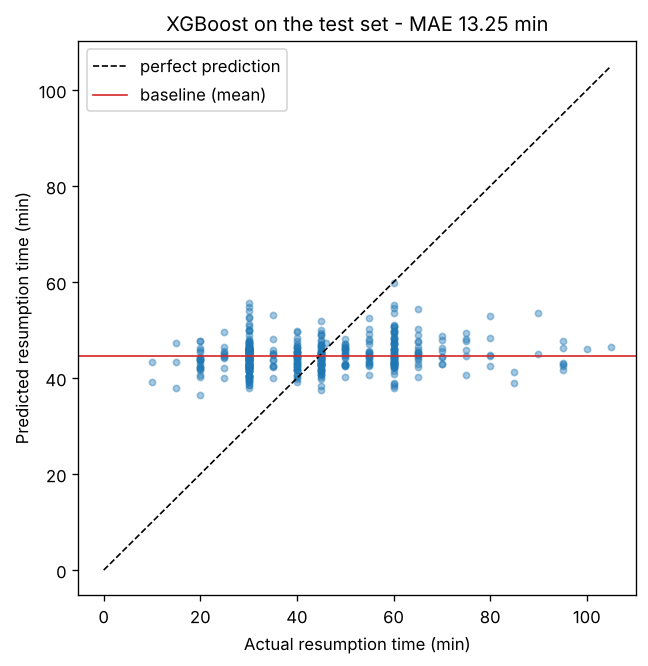 XGBoost on the test set - MAE 13.25 min
perfect prediction
baseline (mean)
Predicted resumption time (min)
100
80
60
40
20
0
0 20 40 60 80 100
Actual resumption time (min)